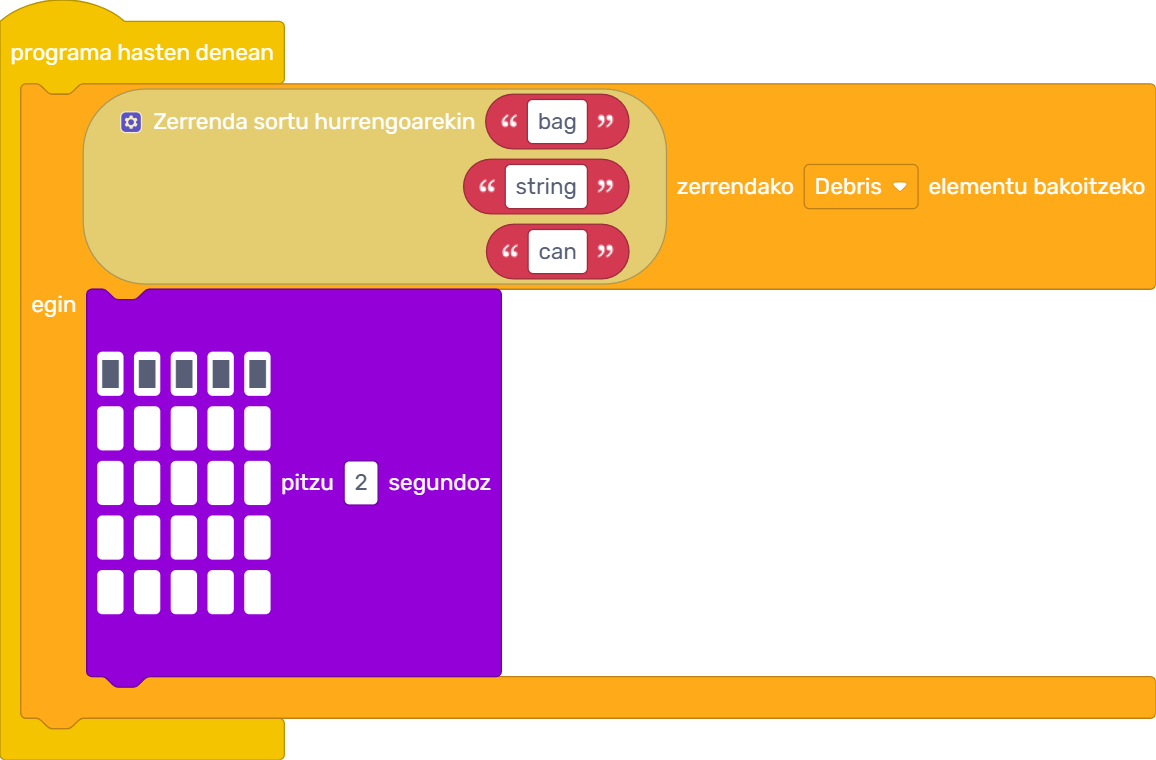 programa hasten denean
Zerrenda sortu hurrengoarekin “ bag ”
“ string ” zerrendako Debris elementu bakoitzeko
“ can ”
egin
pitzu 2 segundoz